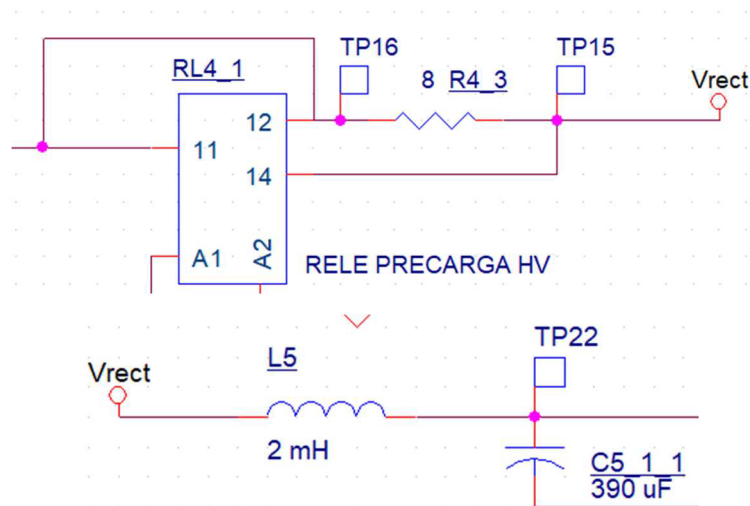 TP16
TP15
RL4_1
8 R4_3
Vrect
12
11
14
A1
A2
RELE PRECARGA HV
TP22
L5
Vrect
2 mH
C5_1_1
390 uF